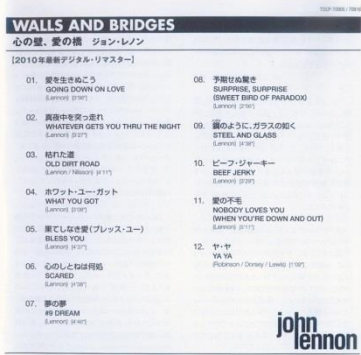 WALLS AND BRIDGES
心の壁、愛の橋 ジョン・レノン
[2010年最新デジタル・リマスター]
01. 愛を生きぬこう
GOING DOWN ON LOVE
(Lennon)
02. 真夜中を突っ走れ
WHATEVER GETS YOU THRU THE NIGHT
(Lennon)
03. 枯れた道
OLD DIRT ROAD
(Lennon / Nilsson) [4'11"]
04. ホワット・ユー・ガット
WHAT YOU GOT
(Lennon)
05. 果てしなき愛(ブレッス・ユー)
BLESS YOU
(Lennon)
06. 心のしとねは何処
SCARED
(Lennon)
07. 夢の夢
#9 DREAM
(Lennon)
08. 予期せぬ驚き
SURPRISE, SURPRISE
(SWEET BIRD OF PARADOX)
(Lennon)
09. 鋼のように、ガラスの如く
STEEL AND GLASS
(Lennon)
10. ビーフ・ジャーキー
BEEF JERKY
(Lennon)
11. 愛の不毛
NOBODY LOVES YOU
(WHEN YOU'RE DOWN AND OUT)
(Lennon)
12. ヤ・ヤ
YA YA
(Robinson / Dorsey / Lewis) [1'06"]
john
lennon